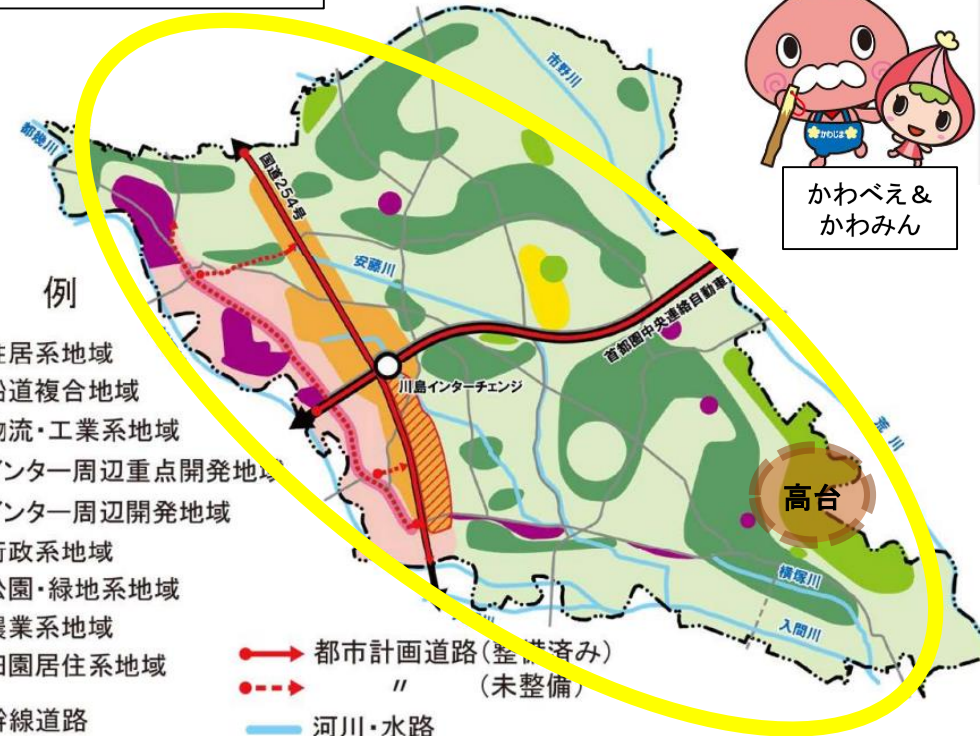 市野川
都幾川
国道254号
かわじま
かわべえ&
かわみん
安藤川
例
首都圏中央連絡自動車
住居系地域
沿道複合地域
川島インターチェンジ
物流・工業系地域
荒川
インター周辺重点開発地域
インター周辺開発地域
高台
行政系地域
公園・緑地系地域
横塚川
農業系地域
入間川
田園居住系地域
都市計画道路(整備済み)
〃 (未整備)
幹線道路
河川・水路